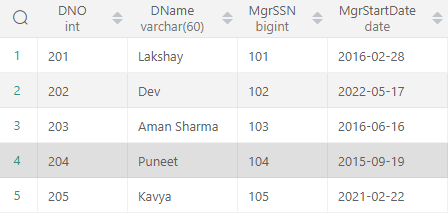 DNO DName MgrSSN MgrStartDate
int varchar(60) bigint date
1 201 Lakshay 101 2016-02-28
2 202 Dev 102 2022-05-17
3 203 Aman Sharma 103 2016-06-16
4 204 Puneet 104 2015-09-19
5 205 Kavya 105 2021-02-22